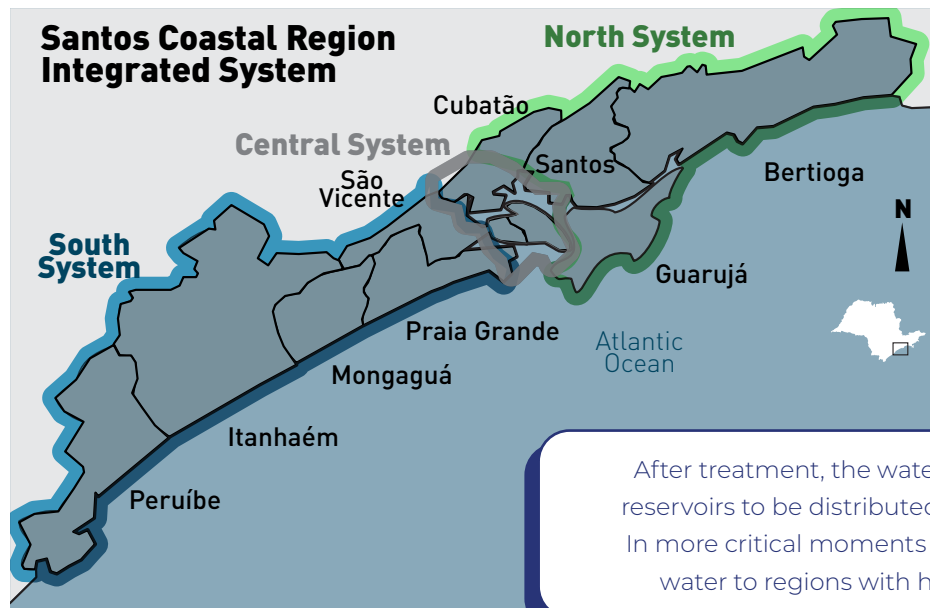 Santos Coastal Region
Integrated System
North System
Cubatão
Central System
Santos
São
Vicente
Bertioga
N
South
System
Guarujá
Praia Grande
Atlantic
Ocean
Mongaguá
Itanhaém
Peruíbe
After treatment, the wate
reservoirs to be distributed
In more critical moments
water to regions with h